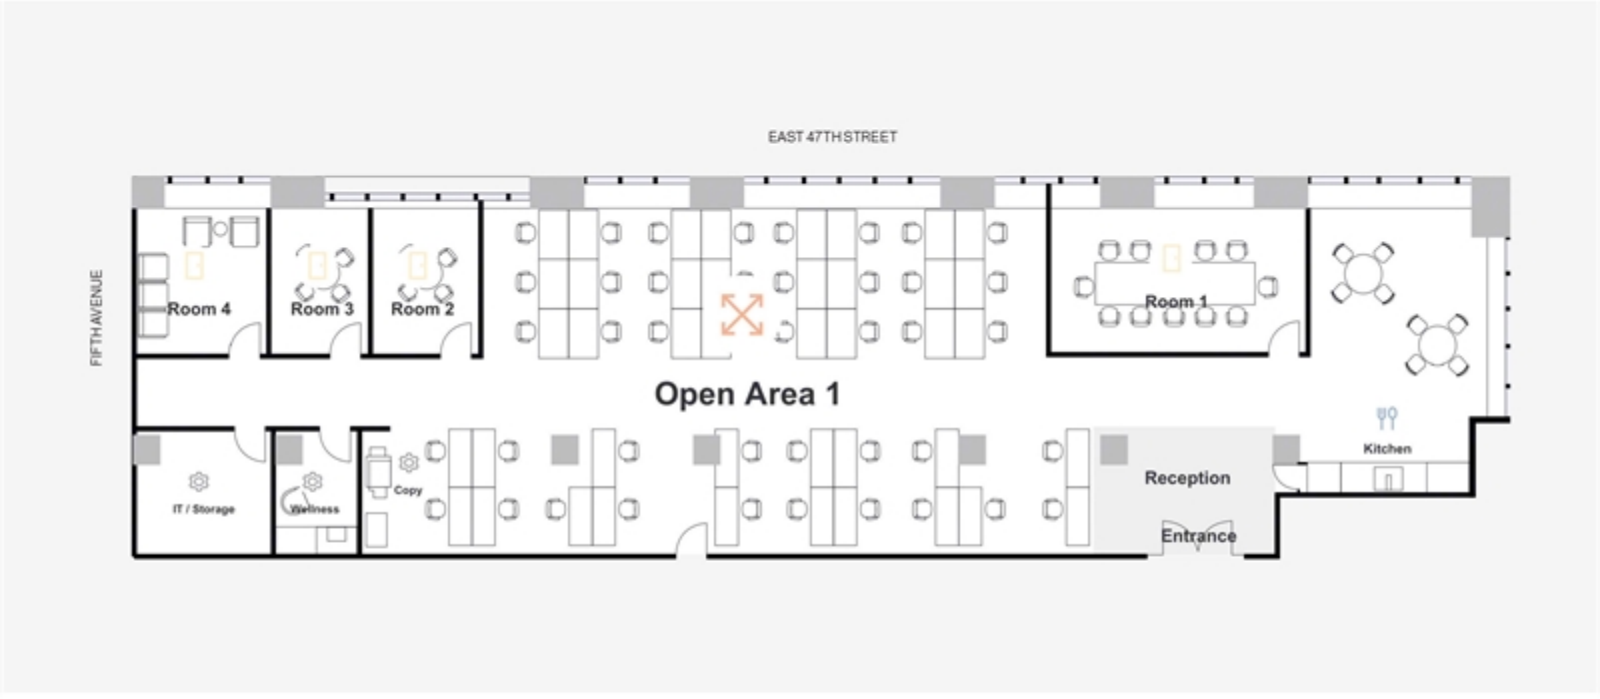 EAST 47TH STREET
FIFTH AVENUE
Room 4
Room 3
Room 2
Room 1
Open Area 1
Kitchen
Reception
Copy
IT / Storage
Wellness
Entrance